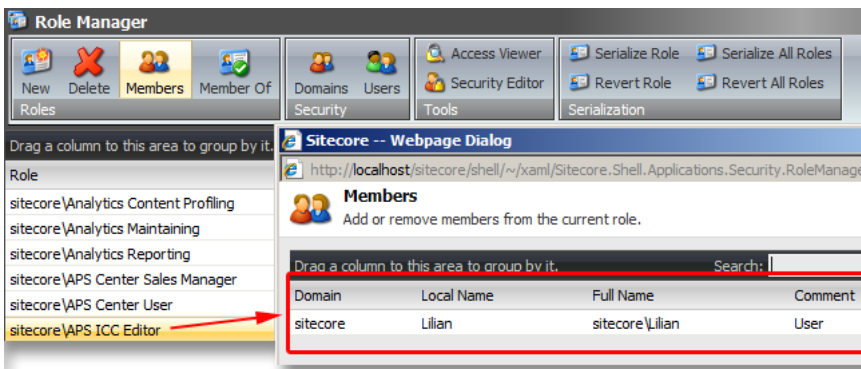 Role Manager
New Delete Members Member Of
Roles
Domains Users
Security
Access Viewer
Security Editor
Tools
Serialize Role Serialize All Roles
Revert Role Revert All Roles
Serialization
Drag a column to this area to group by it.
Role
sitecore\Analytics Content Profiling
sitecore\Analytics Maintaining
sitecore\Analytics Reporting
sitecore\APS Center Sales Manager
sitecore\APS Center User
sitecore\APS ICC Editor
Sitecore -- Webpage Dialog
http://localhost/sitecore/shell/~/xaml/Sitecore.Shell.Applications.Security.RoleManage
Members
Add or remove members from the current role.
Drag a column to this area to group by it. Search:
Domain Local Name Full Name Comment
sitecore Lilian sitecore\Lilian User